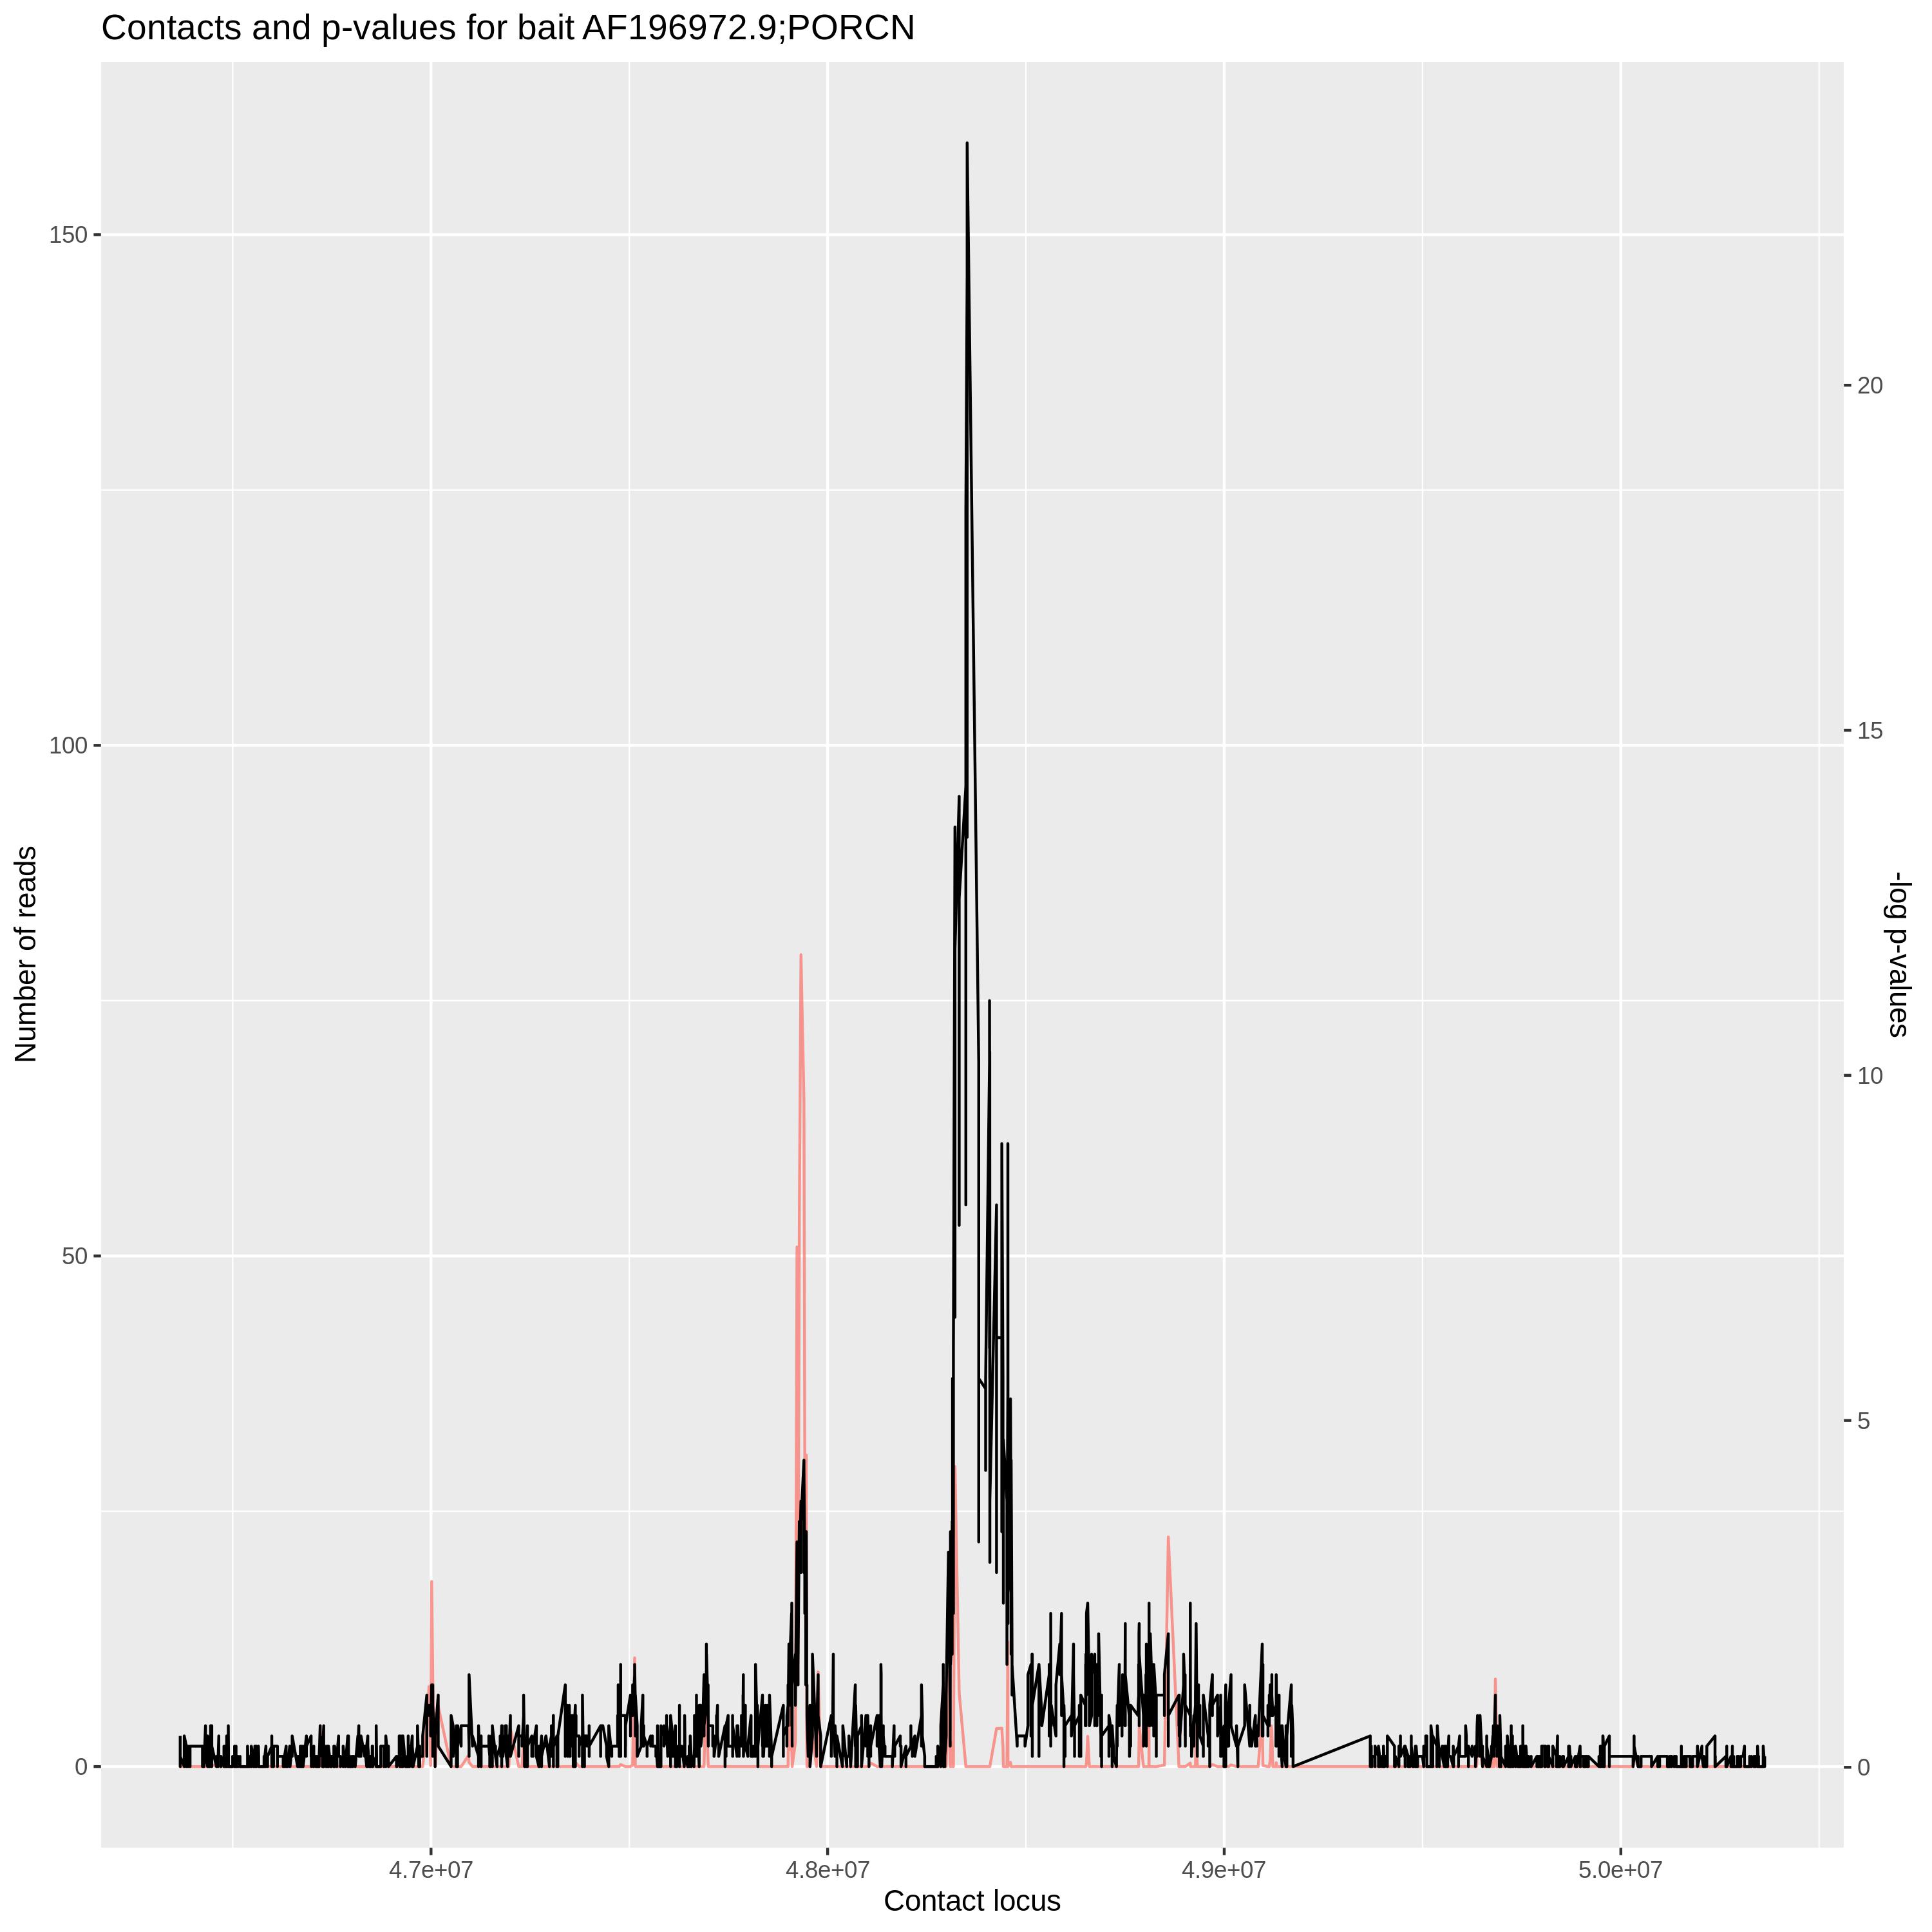 Contacts and p-values for bait AF196972.9;PORCN
150
100
50
0
Number of reads
20
15
10
5
0
-log p-values
4.7e+07
4.8e+07
4.9e+07
5.0e+07
Contact locus